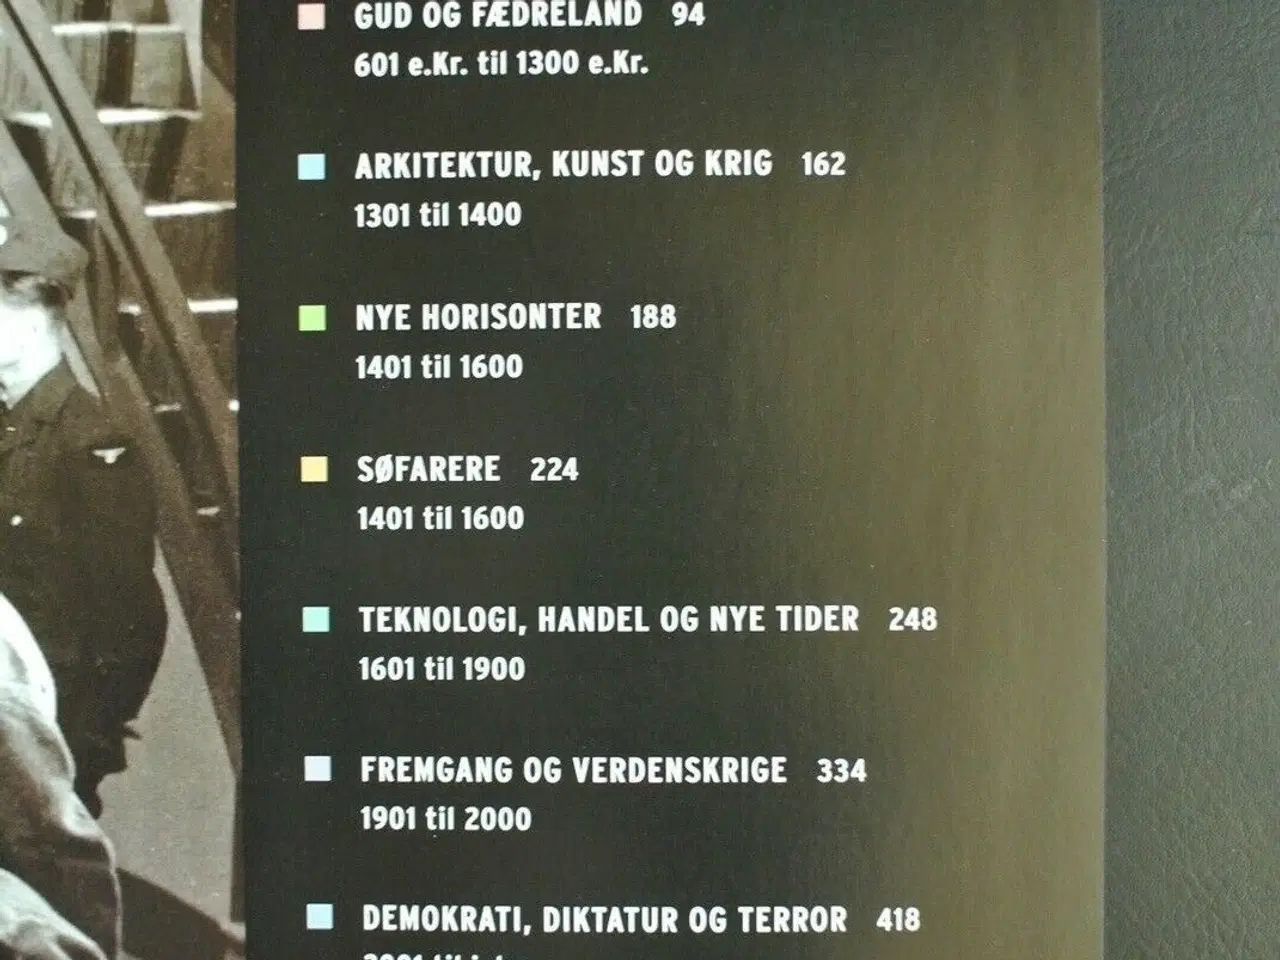 GUD OG FÆDRELAND 94
601 e.Kr. til 1300 e.Kr.
ARKITEKTUR, KUNST OG KRIG 162
1301 til 1400
NYE HORISONTER 188
1401 til 1600
SØFARERE 224
1401 til 1600
TEKNOLOGI, HANDEL OG NYE TIDER 248
1601 til 1900
FREMGANG OG VERDENSKRIGE 334
1901 til 2000
DEMOKRATI, DIKTATUR OG TERROR 418
2001 til